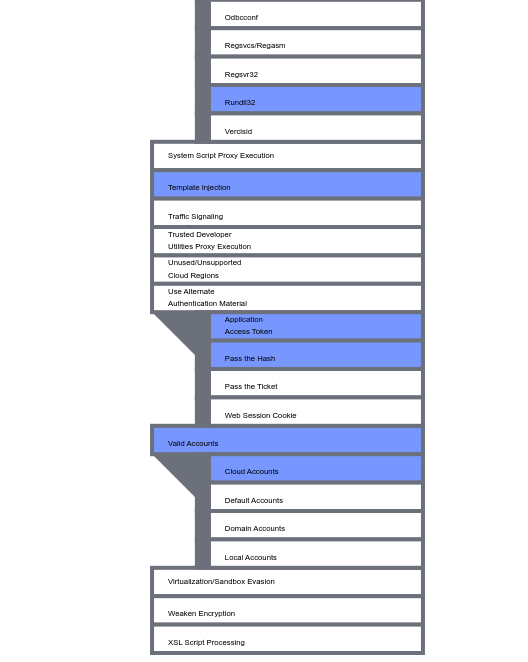 Odbcconf
Regsvcs/Regasm
Regsvr32
Rundll32
Verclsid
System Script Proxy Execution
Template Injection
Traffic Signaling
Trusted Developer
Utilities Proxy Execution
Unused/Unsupported
Cloud Regions
Use Alternate
Authentication Material
Application
Access Token
Pass the Hash
Pass the Ticket
Web Session Cookie
Valid Accounts
Cloud Accounts
Default Accounts
Domain Accounts
Local Accounts
Virtualization/Sandbox Evasion
Weaken Encryption
XSL Script Processing